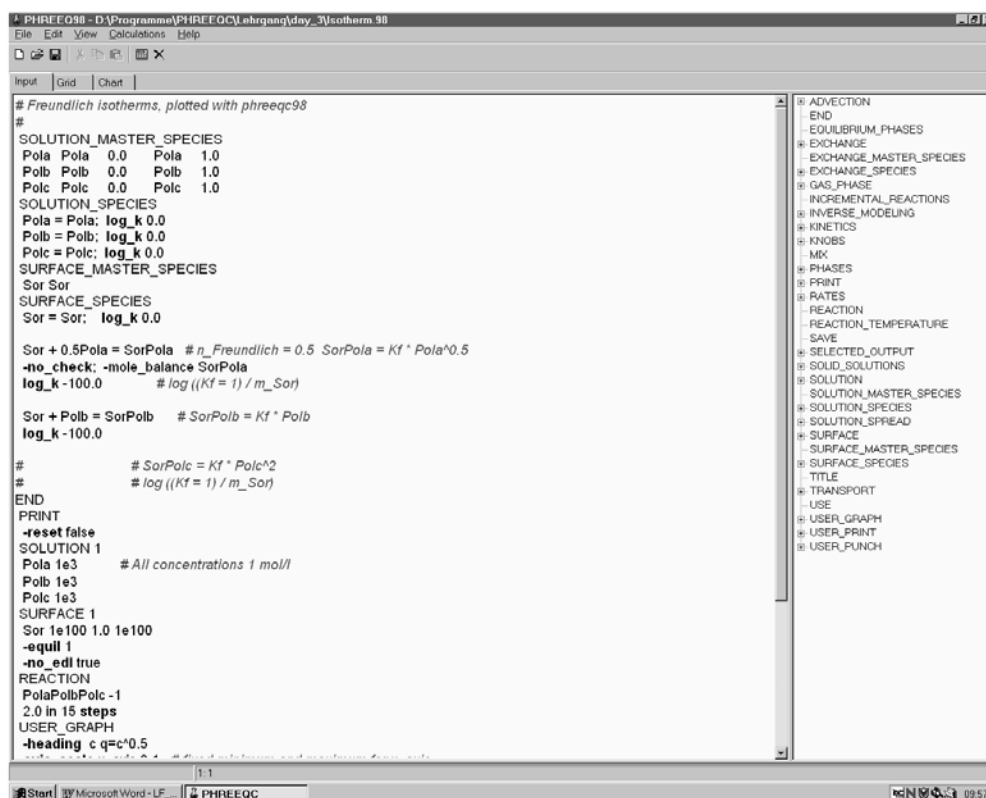 PHREEQ98 - D:\Programme\PHREEQC\Lehrgang\day_3\Isotherm.98
File Edit View Calculations Help
Input Grid Chart
# Freundlich isotherms, plotted with phreeqc98
#
SOLUTION_MASTER_SPECIES
Pola Pola 0.0 Pola 1.0
Polb Polb 0.0 Polb 1.0
Polc Polc 0.0 Polc 1.0
SOLUTION_SPECIES
Pola = Pola; log_k 0.0
Polb = Polb; log_k 0.0
Polc = Polc; log_k 0.0
SURFACE_MASTER_SPECIES
Sor Sor
SURFACE_SPECIES
Sor = Sor; log_k 0.0
Sor + 0.5Pola = SorPola # n_Freundlich = 0.5 SorPola = Kf * Pola^0.5
-no_check; -mole_balance SorPola
log_k -100.0 # log ((Kf = 1) / m_Sor)
Sor + Polb = SorPolb # SorPolb = Kf * Polb
log_k -100.0
# # SorPolc = Kf * Polc^2
# # log ((Kf = 1) / m_Sor)
END
PRINT
-reset false
SOLUTION 1
Pola 1e3 # All concentrations 1 mol/l
Polb 1e3
Polc 1e3
SURFACE 1
Sor 1e100 1.0 1e100
-equil 1
-no_edl true
REACTION
PolaPolbPolc -1
2.0 in 15 steps
USER_GRAPH
-heading c q=c^0.5
ADVECTION
END
EQUILIBRIUM_PHASES
EXCHANGE
EXCHANGE_MASTER_SPECIES
EXCHANGE_SPECIES
GAS_PHASE
INCREMENTAL_REACTIONS
INVERSE_MODELING
KINETICS
KNOBS
MIX
PHASES
PRINT
RATES
REACTION
REACTION_TEMPERATURE
SAVE
SELECTED_OUTPUT
SOLID_SOLUTIONS
SOLUTION
SOLUTION_MASTER_SPECIES
SOLUTION_SPECIES
SOLUTION_SPREAD
SURFACE
SURFACE_MASTER_SPECIES
SURFACE_SPECIES
TITLE
TRANSPORT
USE
USER_GRAPH
USER_PRINT
USER_PUNCH
1:1
Start Microsoft Word - LF_... PHREEQC 09:57